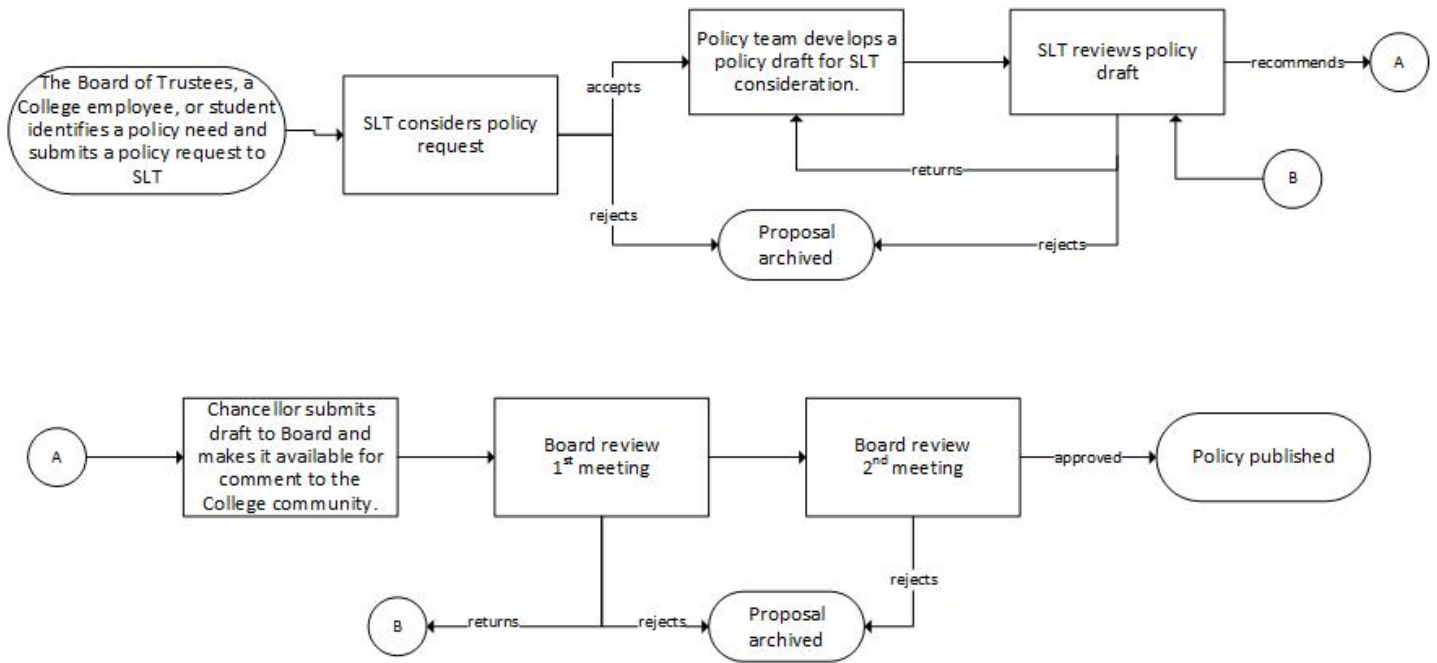 The Board of Trustees, a
College employee, or student
identifies a policy need and
submits a policy request to
SLT
SLT considers policy
request
accepts
rejects
Policy team develops a
policy draft for SLT
consideration.
SLT reviews policy
draft
recommends
A
returns
B
Proposal
archived
rejects
A
Chancellor submits
draft to Board and
makes it available for
comment to the
College community.
Board review
1st meeting
Board review
2nd meeting
approved
Policy published
rejects
B
returns
rejects
Proposal
archived